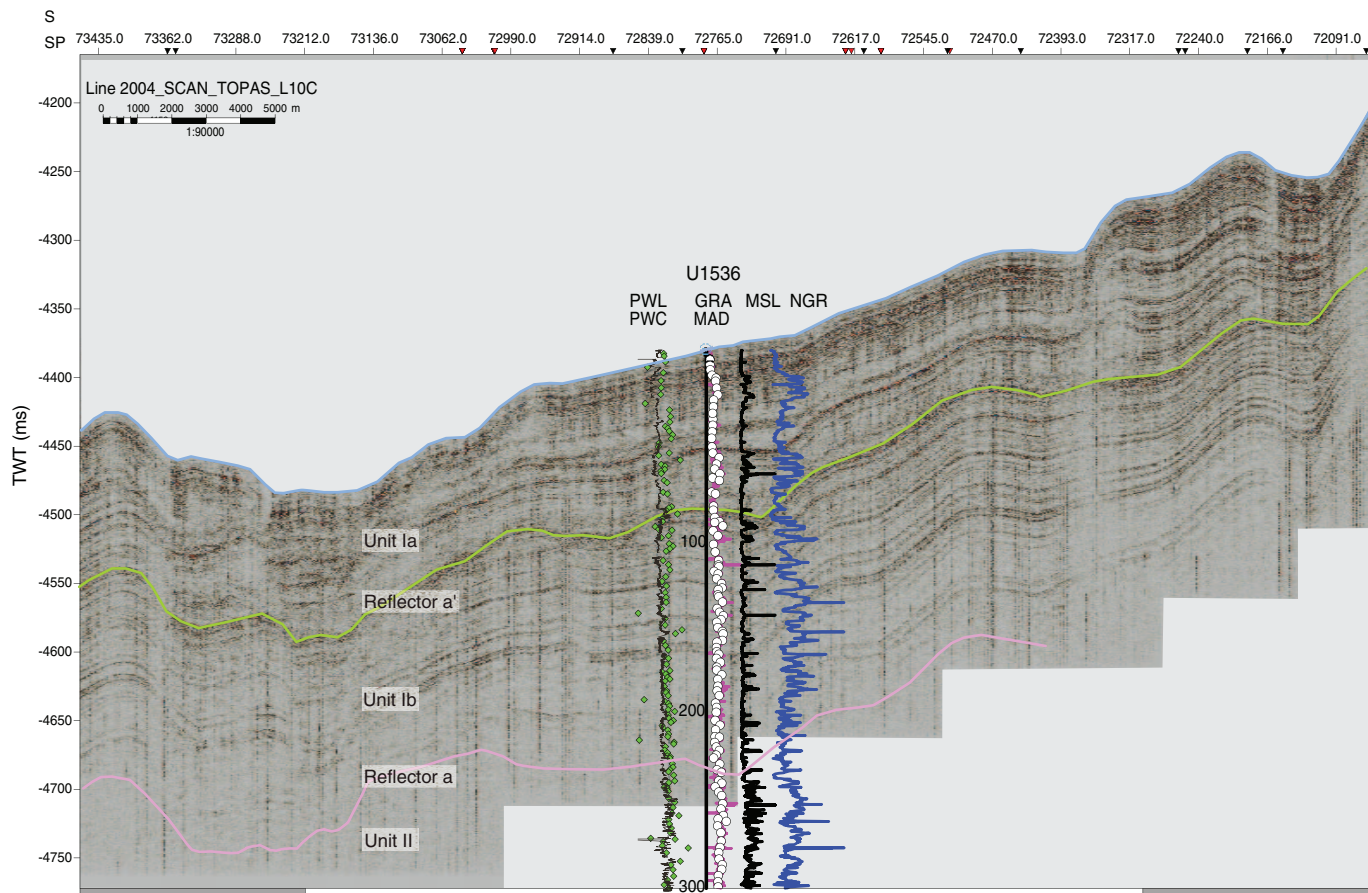 S
SP 73435.0 73362.0 73288.0 73212.0 73136.0 73062.0 72990.0 72914.0 72839.0 72765.0 72691.0 72617.0 72545.0 72470.0 72393.0 72317.0 72240.0 72166.0 72091.0
Line 2004_SCAN_TOPAS_L10C
0 1000 2000 3000 4000 5000 m
1:90000
-4200
-4250
-4300
-4350
-4400
-4450
-4500
-4550
-4600
-4650
-4700
-4750
TWT (ms)
U1536
PWL GRA MSL NGR
PWC MAD
100
200
300
Unit Ia
Reflector a'
Unit Ib
Reflector a
Unit II